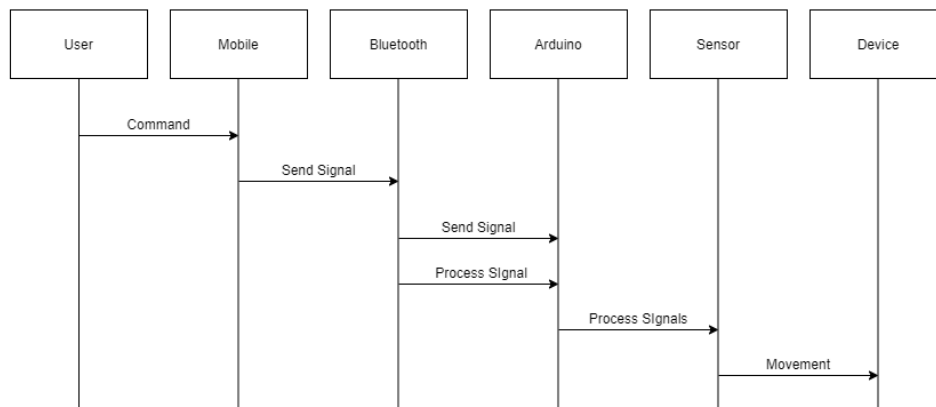 User
Mobile
Bluetooth
Arduino
Sensor
Device
Command
Send Signal
Send Signal
Process SIgnal
Process SIgnals
Movement